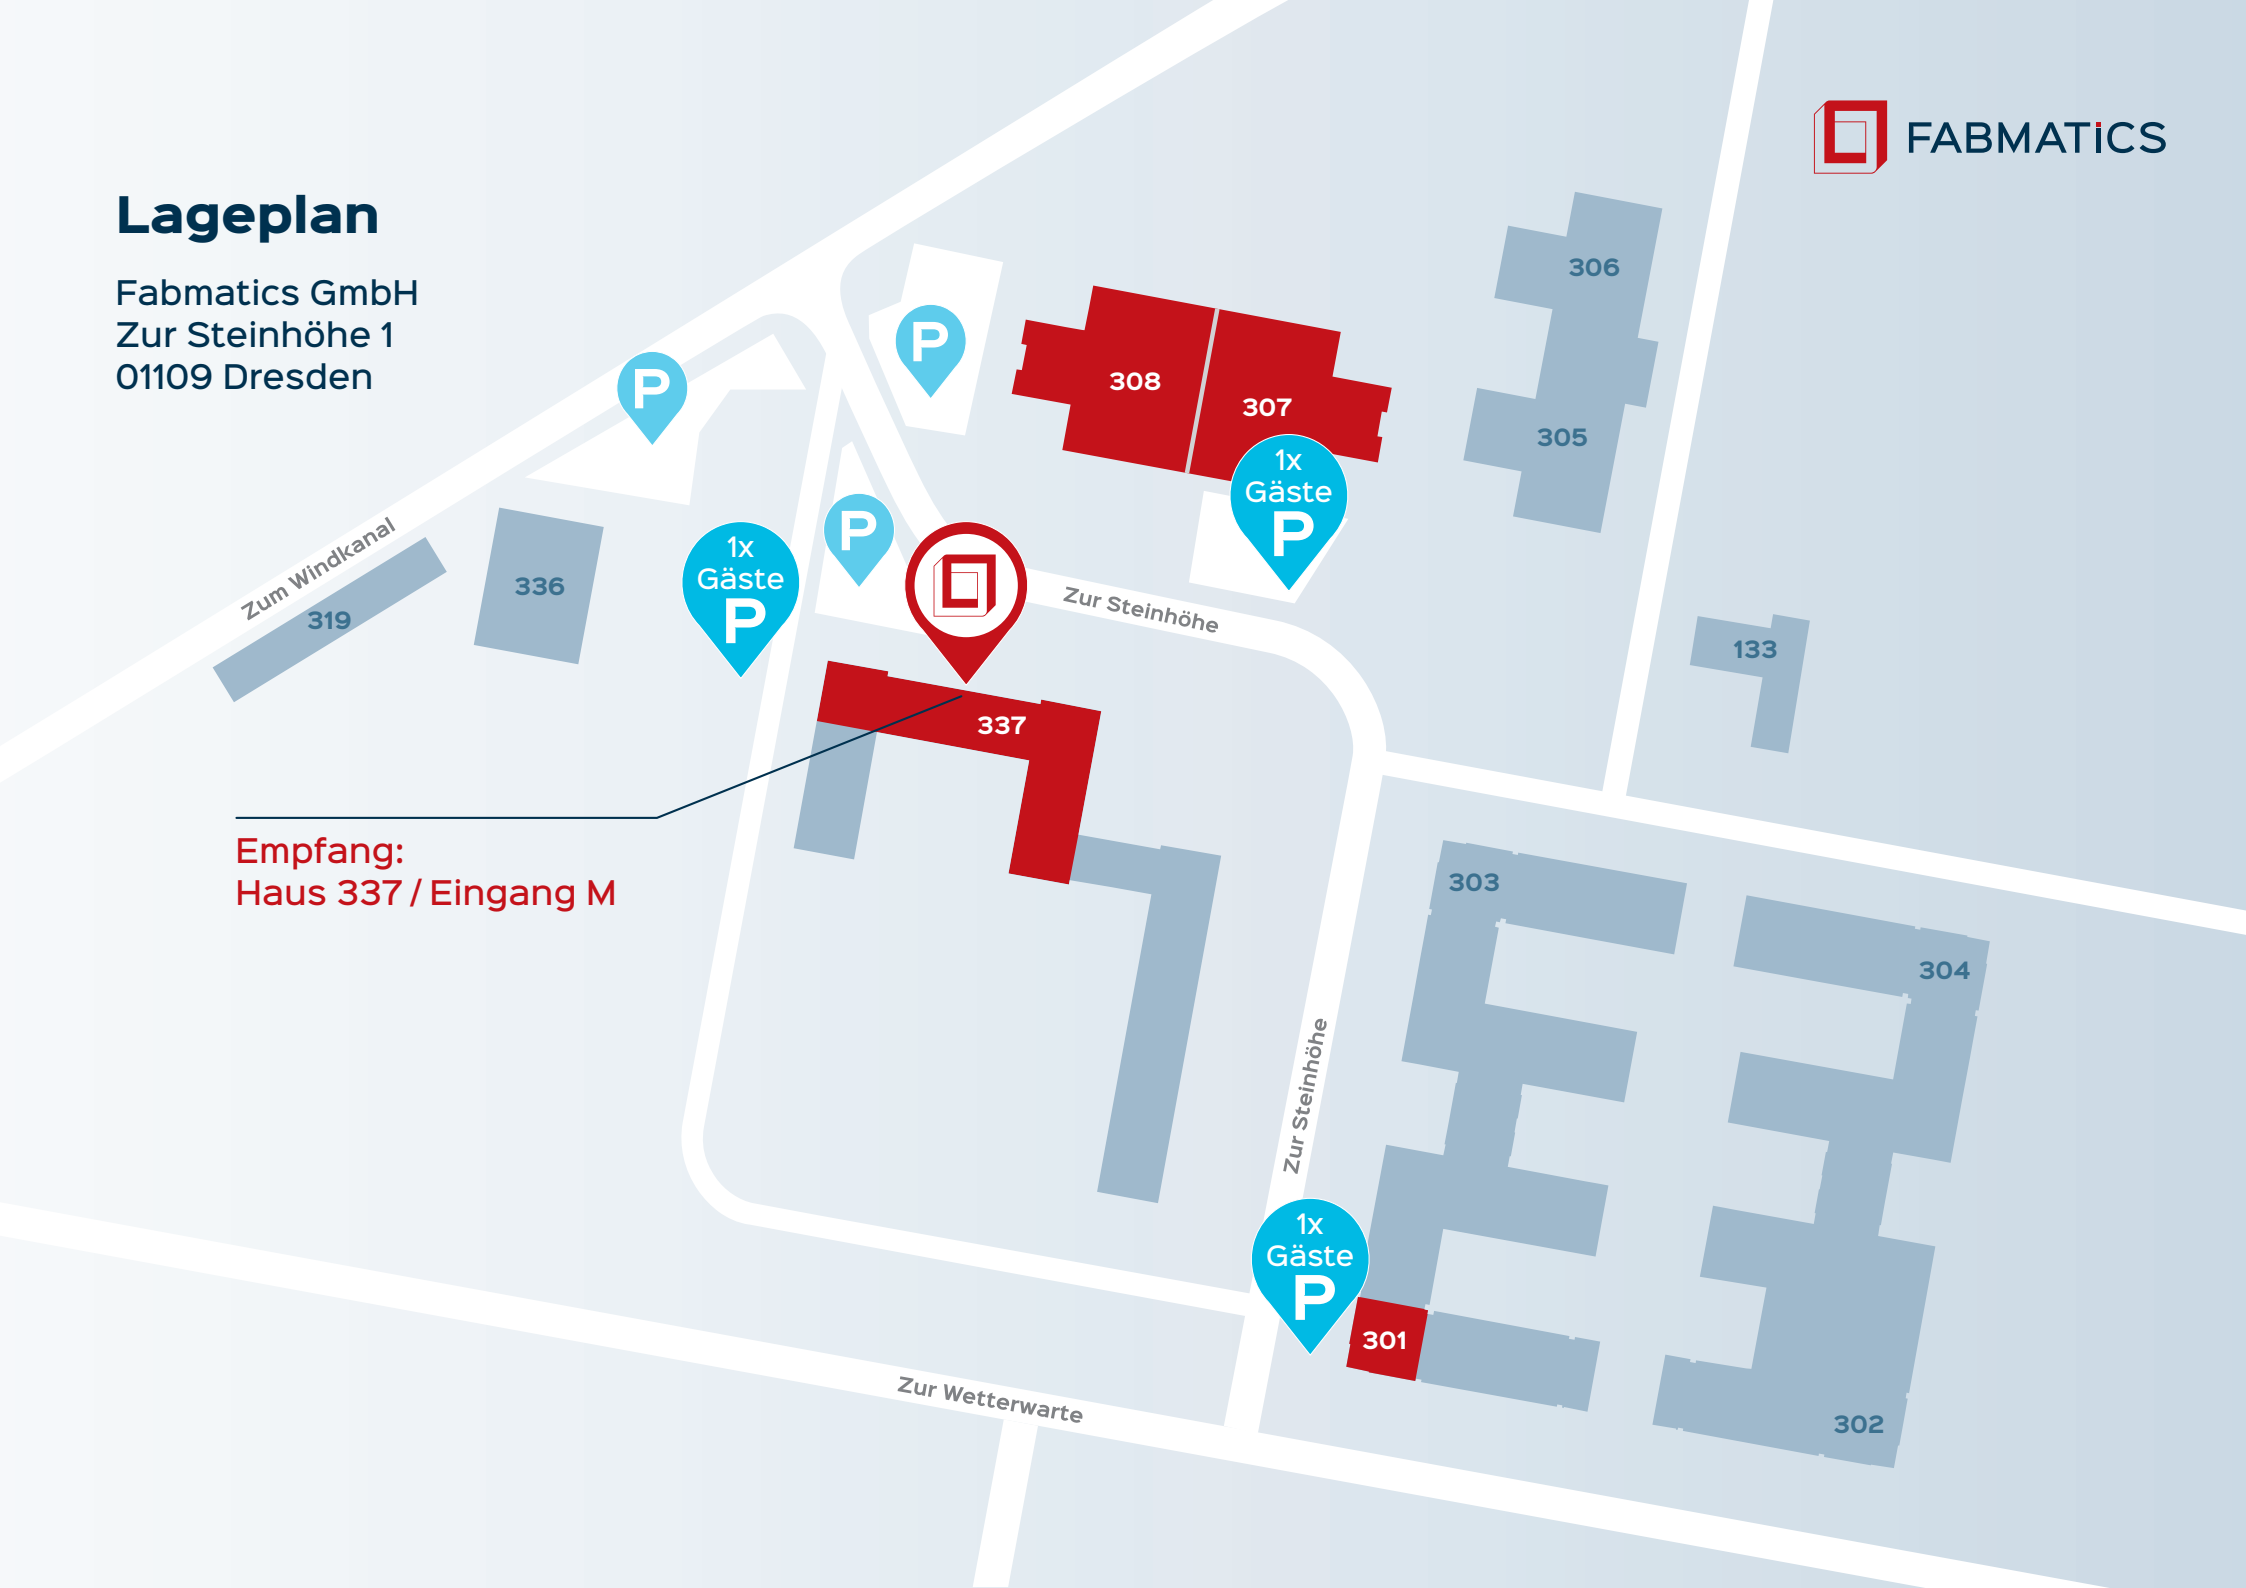 FABMATiCS
Lageplan
Fabmatics GmbH
Zur Steinhöhe 1
01109 Dresden
306
P
308
P
307
305
1x
Gäste
P
Zum Windkanal
P
1x
Gäste
P
336
319
Zur Steinhöhe
133
337
Empfang:
Haus 337 / Eingang M
303
304
Zur Steinhöhe
1x
Gäste
P
301
Zur Wetterwarte
302